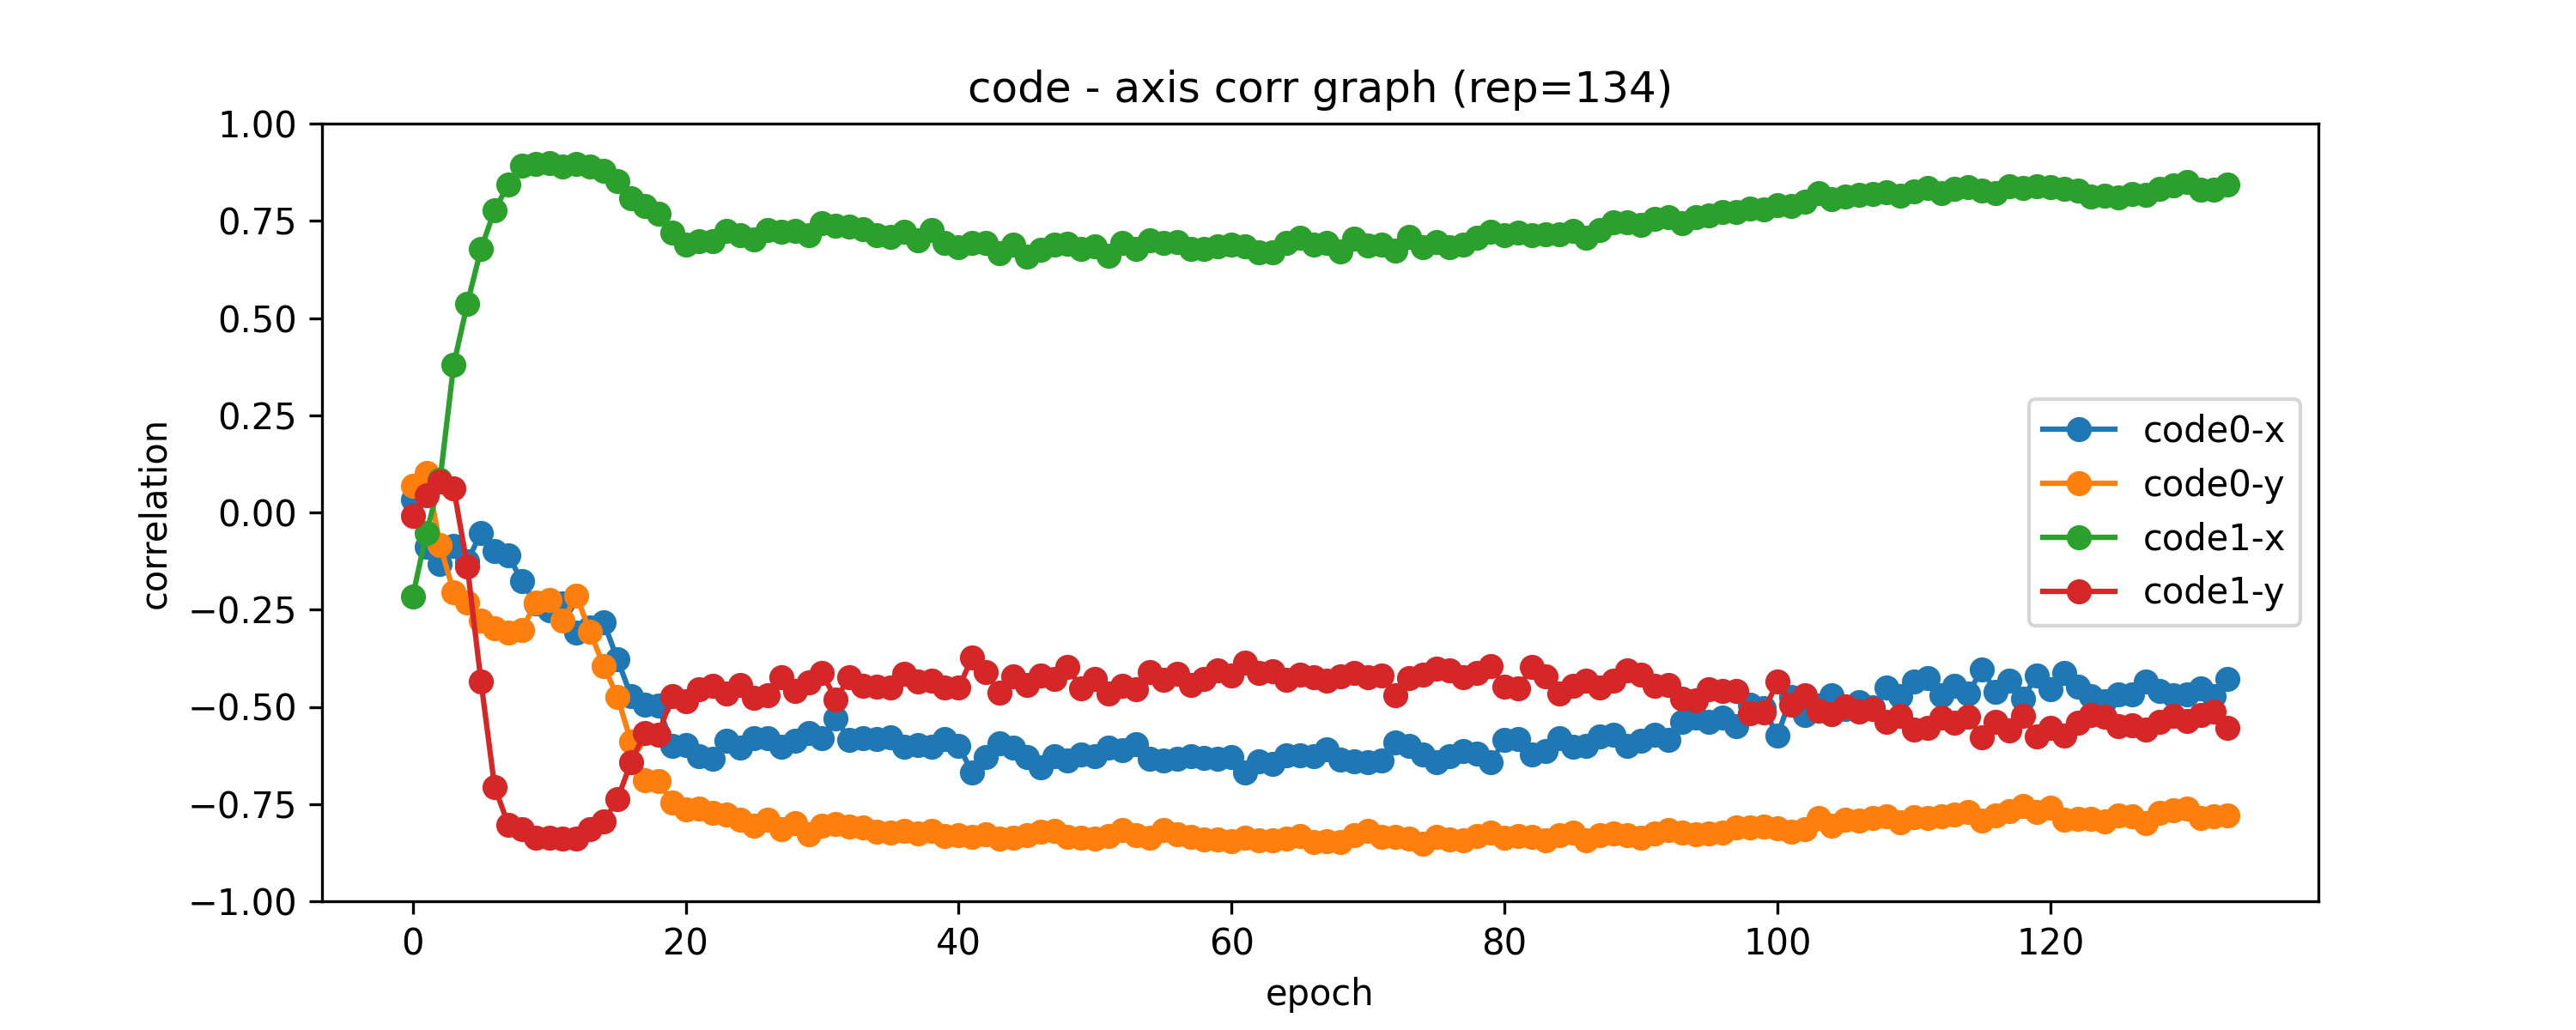 code - axis corr graph (rep=134)
1.00
0.75
0.50
0.25
0.00
−0.25
−0.50
−0.75
−1.00
correlation
code0-x
code0-y
code1-x
code1-y
0 20 40 60 80 100 120
epoch